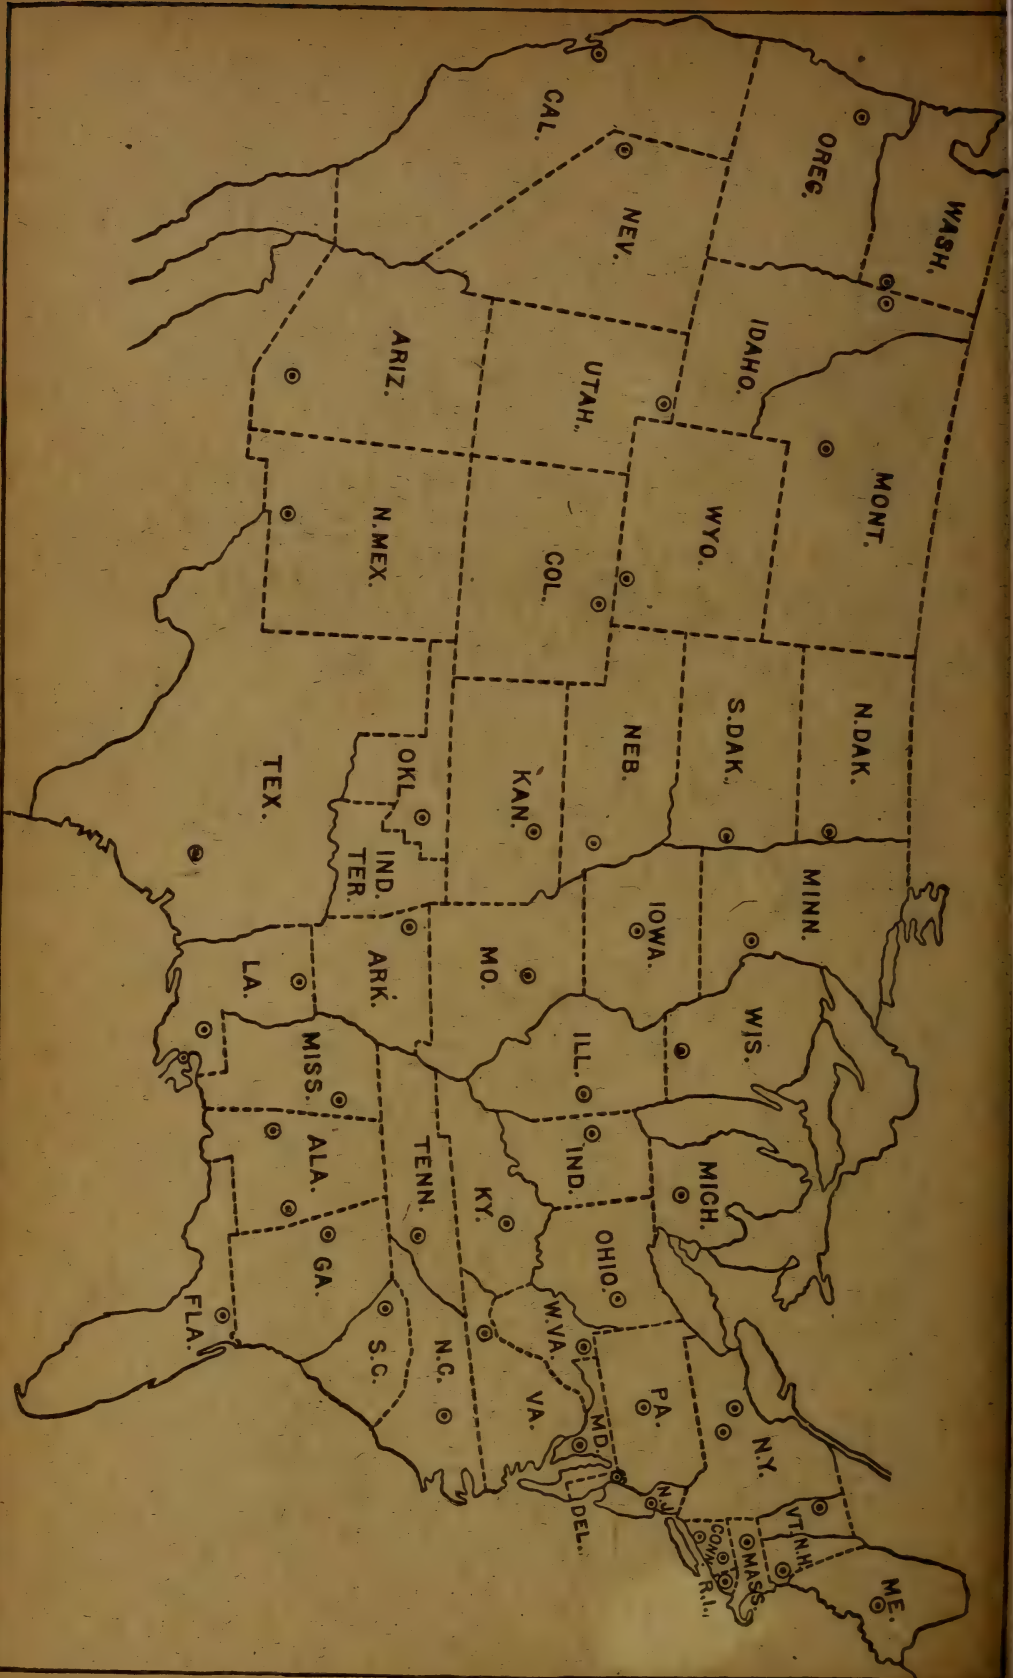 WASH.
OREG.
CAL.
NEV.
IDAHO.
MONT.
WYO.
UTAH.
ARIZ.
COL.
N. MEX.
N. DAK.
S. DAK.
NEB.
KAN.
OKL.
IND.
TER.
TEX.
MINN.
IOWA.
MO.
ARK.
LA.
WIS.
ILL.
MISS.
MICH.
IND.
OHIO.
KY.
TENN.
ALA.
GA.
FLA.
S.C.
N.C.
VA.
W.VA.
PA.
MD.
DEL.
N.J.
N.Y.
CONN.
R.I.
MASS.
VT.
N.H.
ME.